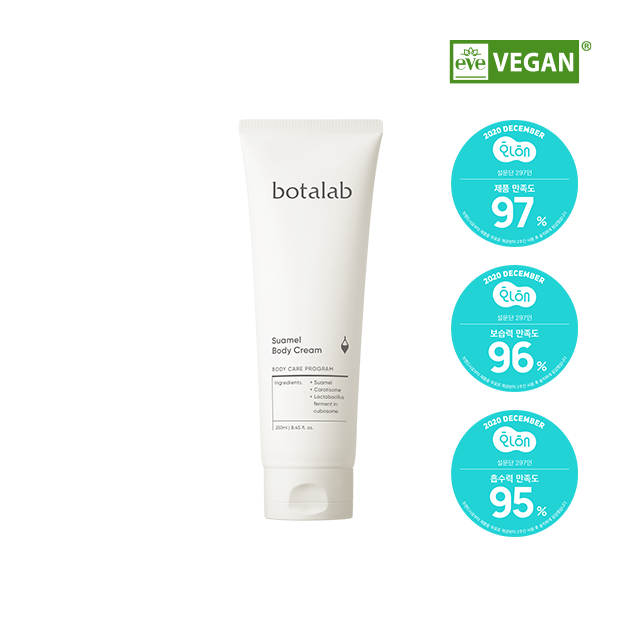 eve VEGAN®
botalab
Suamel
Body Cream
BODY CARE PROGRAM
Ingredients.
+ Suamel
+ Carotisome
+ Lactobacillus
ferment in
cubosome
250ml | 8.45 fl. oz.
2020 DECEMBER
설문단 297인
제품 만족도
97 %
2020 DECEMBER
설문단 297인
보습력 만족도
96 %
2020 DECEMBER
설문단 297인
흡수력 만족도
95 %